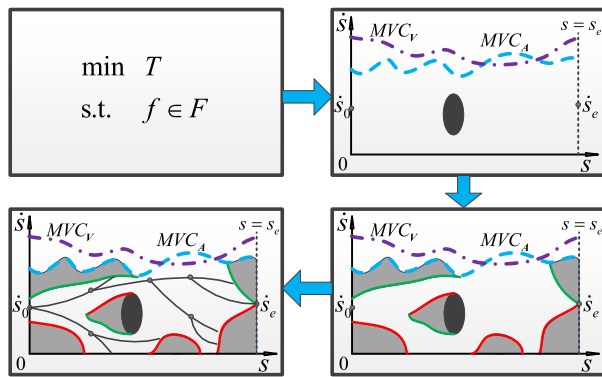 min T
s.t. f ∈ F
ṡ
MVC_V
MVC_A
s = s_e
ṡ_0
ṡ_e
0
s
ṡ
MVC_V
MVC_A
s = s_e
ṡ_0
ṡ_e
0
s
ṡ
MVC_V
MVC_A
s = s_e
ṡ_0
ṡ_e
0
s